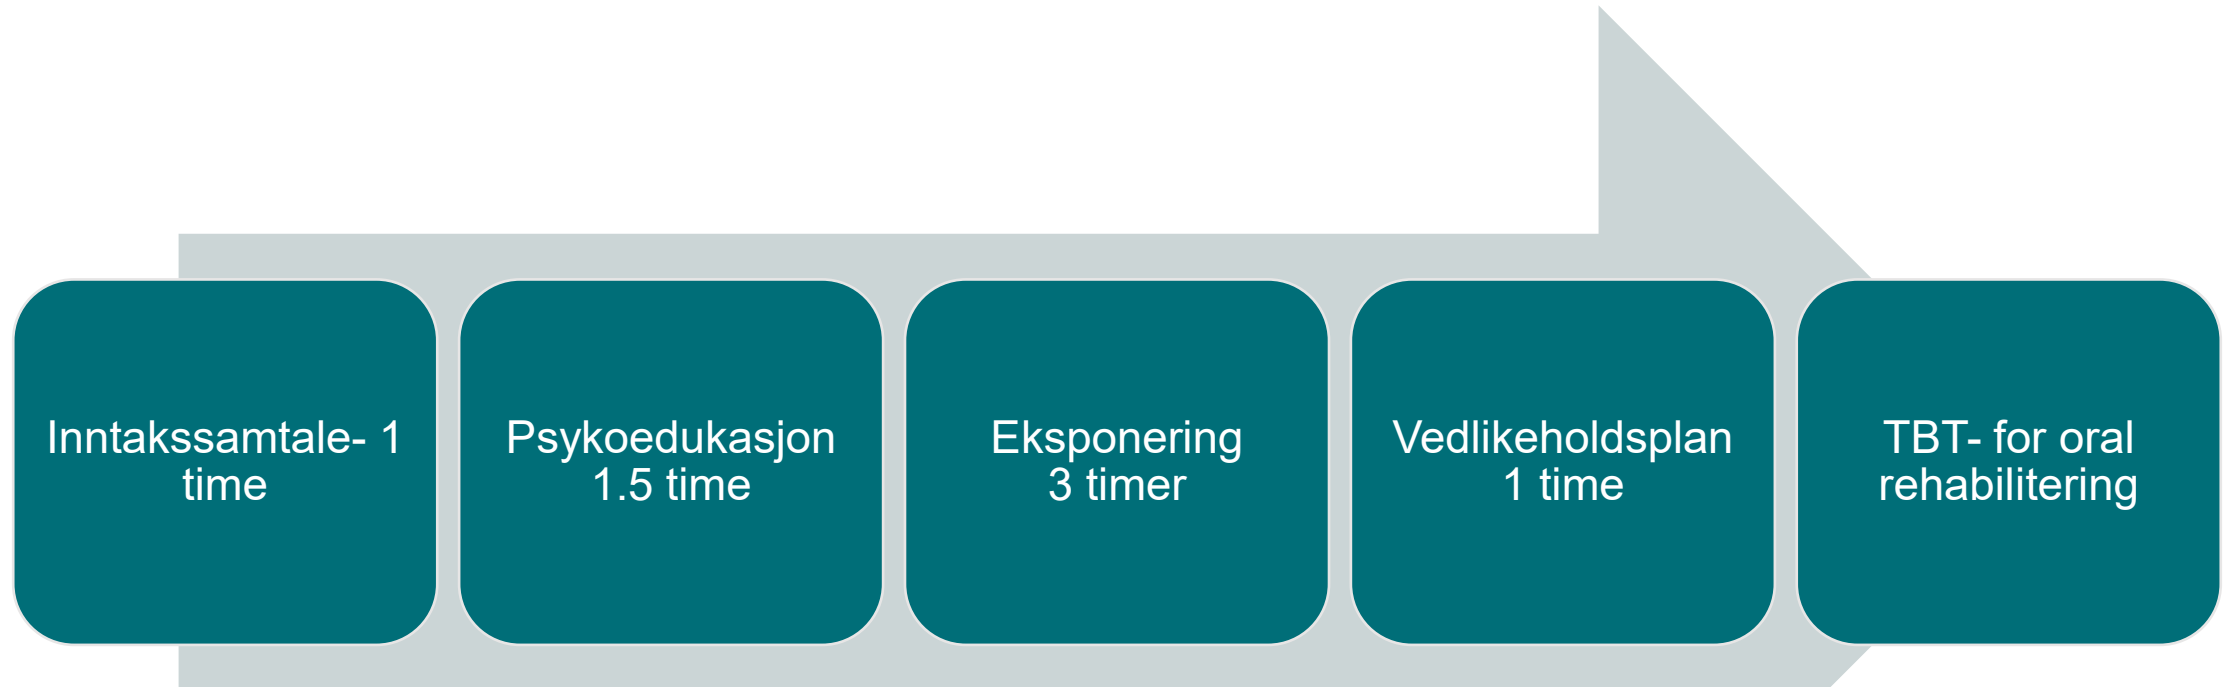 Inntakssamtale- 1
time
Psykoedukasjon
1.5 time
Eksponering
3 timer
Vedlikeholdsplan
1 time
TBT- for oral
rehabilitering